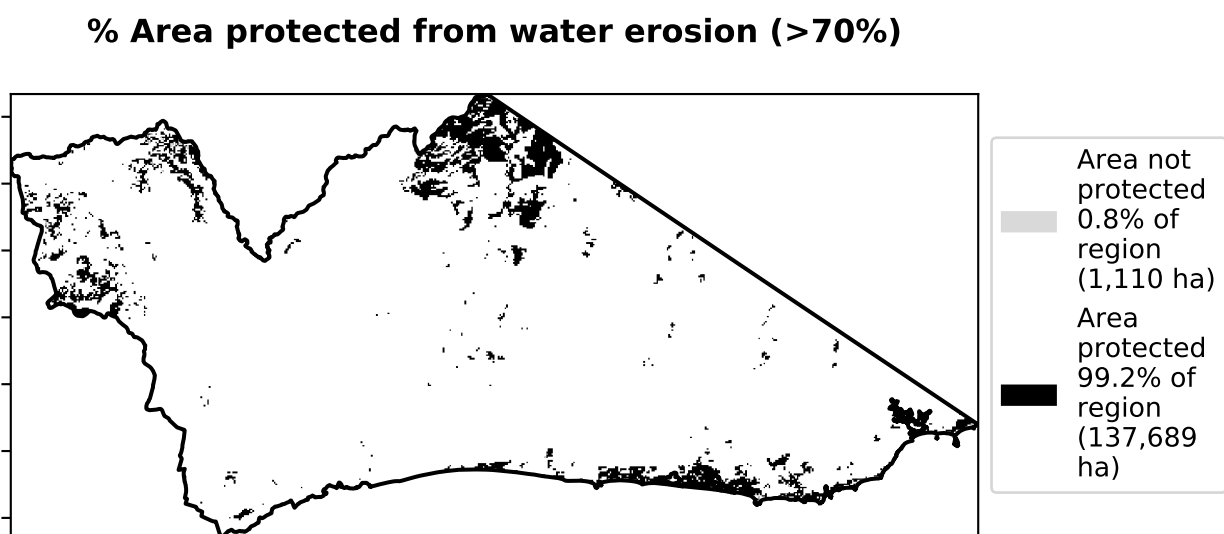 % Area protected from water erosion (>70%)
Area not
protected
0.8% of
region
(1,110 ha)
Area
protected
99.2% of
region
(137,689
ha)